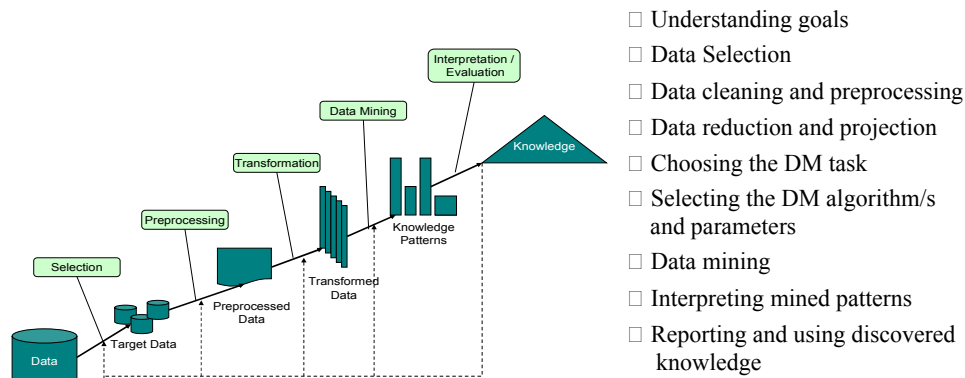 Interpretation /
Evaluation
Data Mining
Knowledge
Transformation
Knowledge
Patterns
Preprocessing
Transformed
Data
Selection
Preprocessed
Data
Target Data
Data
□ Understanding goals
□ Data Selection
□ Data cleaning and preprocessing
□ Data reduction and projection
□ Choosing the DM task
□ Selecting the DM algorithm/s
and parameters
□ Data mining
□ Interpreting mined patterns
□ Reporting and using discovered
knowledge